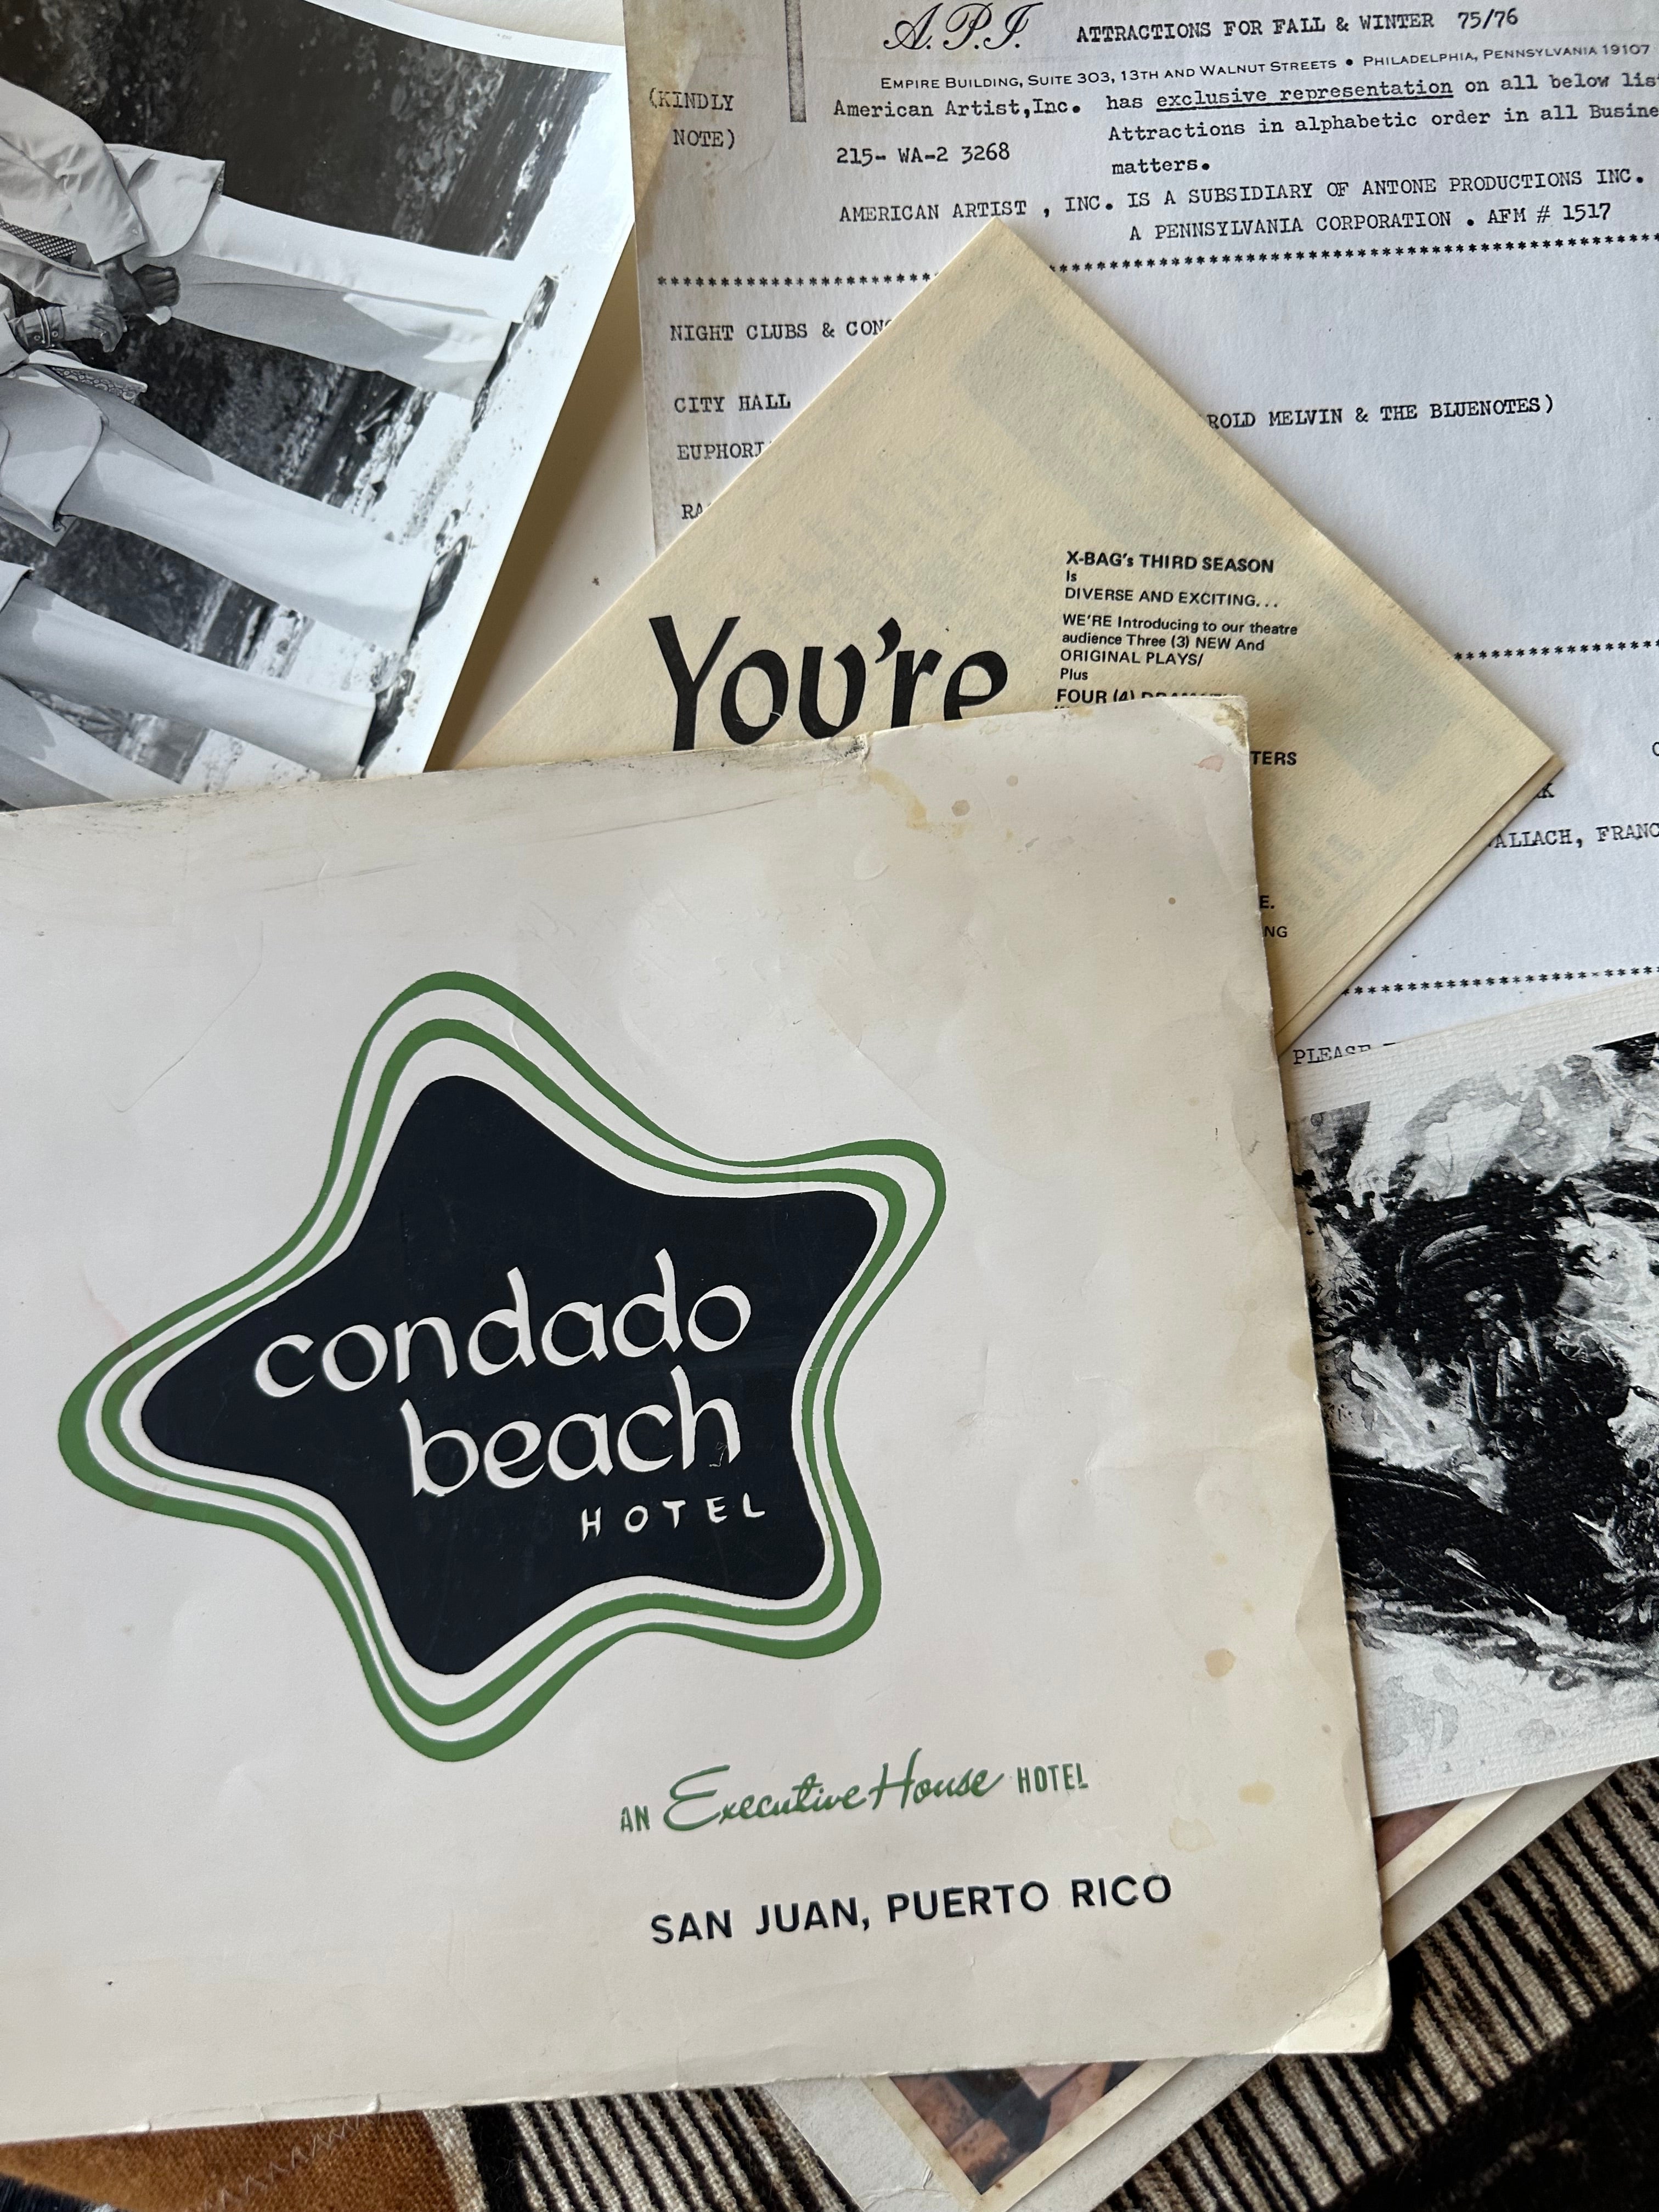 A.P.I. ATTRACTIONS FOR FALL & WINTER 75/76
EMPIRE BUILDING, SUITE 303, 13TH AND WALNUT STREETS • PHILADELPHIA, PENNSYLVANIA 19107
(KINDLY
NOTE)
American Artist,Inc. has exclusive representation on all below
Attractions in alphabetic order in all
215- WA-2 3268 matters.
AMERICAN ARTIST , INC. IS A SUBSIDIARY OF ANTONE PRODUCTIONS INC.
A PENNSYLVANIA CORPORATION . AFM # 1517
NIGHT CLUBS &
CITY HALL
MELVIN & THE BLUENOTES)
X-BAG's THIRD SEASON
Is
DIVERSE AND EXCITING...
WE'RE Introducing to our theatre
audience Three (3) NEW And
ORIGINAL PLAYS/
Plus
FOUR (4)
You're
PLEASE
condado
beach
HOTEL
AN Executive House HOTEL
SAN JUAN, PUERTO RICO